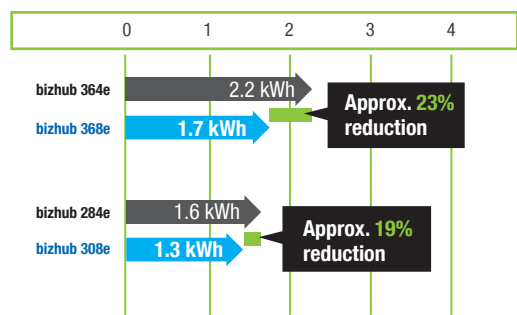 0 1 2 3 4
bizhub 364e 2.2 kWh
bizhub 368e 1.7 kWh
Approx. 23%
reduction
bizhub 284e 1.6 kWh
bizhub 308e 1.3 kWh
Approx. 19%
reduction